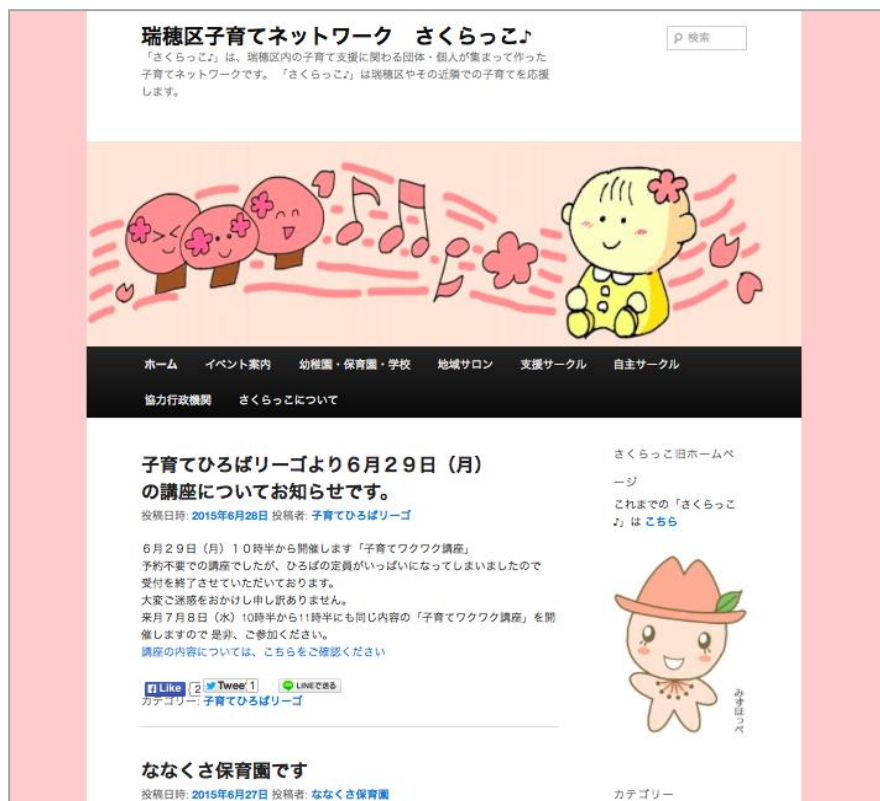 瑞穂区子育てネットワーク　さくらっこ♪
検索
「さくらっこ♪」は、瑞穂区内の子育て支援に関わる団体・個人が集まって作った
子育てネットワークです。 「さくらっこ♪」は瑞穂区やその近隣での子育てを応援
します。
ホーム　イベント案内　幼稚園・保育園・学校　地域サロン　支援サークル　自主サークル
協力行政機関　さくらっこについて
子育てひろばリーゴより６月２９日（月）
の講座についてお知らせです。
投稿日時: 2015年6月28日 投稿者: 子育てひろばリーゴ
６月２９日（月）１０時半から開催します「子育てワクワク講座」
予約不要での講座でしたが、ひろばの定員がいっぱいになってしまいましたので
受付を終了させていただいております。
大変ご迷惑をおかけし申し訳ありません。
来月７月８日（水）10時半から11時半にも同じ内容の「子育てワクワク講座」を開
催しますので 是非、ご参加ください。
講座の内容については、こちらをご確認ください
Like 2 Twee 1 LINEで送る
カテゴリー: 子育てひろばリーゴ
ななくさ保育園です
投稿日時: 2015年6月27日 投稿者: ななくさ保育園
さくらっこ旧ホームペ
ージ
これまでの「さくらっこ
♪」は こちら
みずほっぺ
カテゴリー